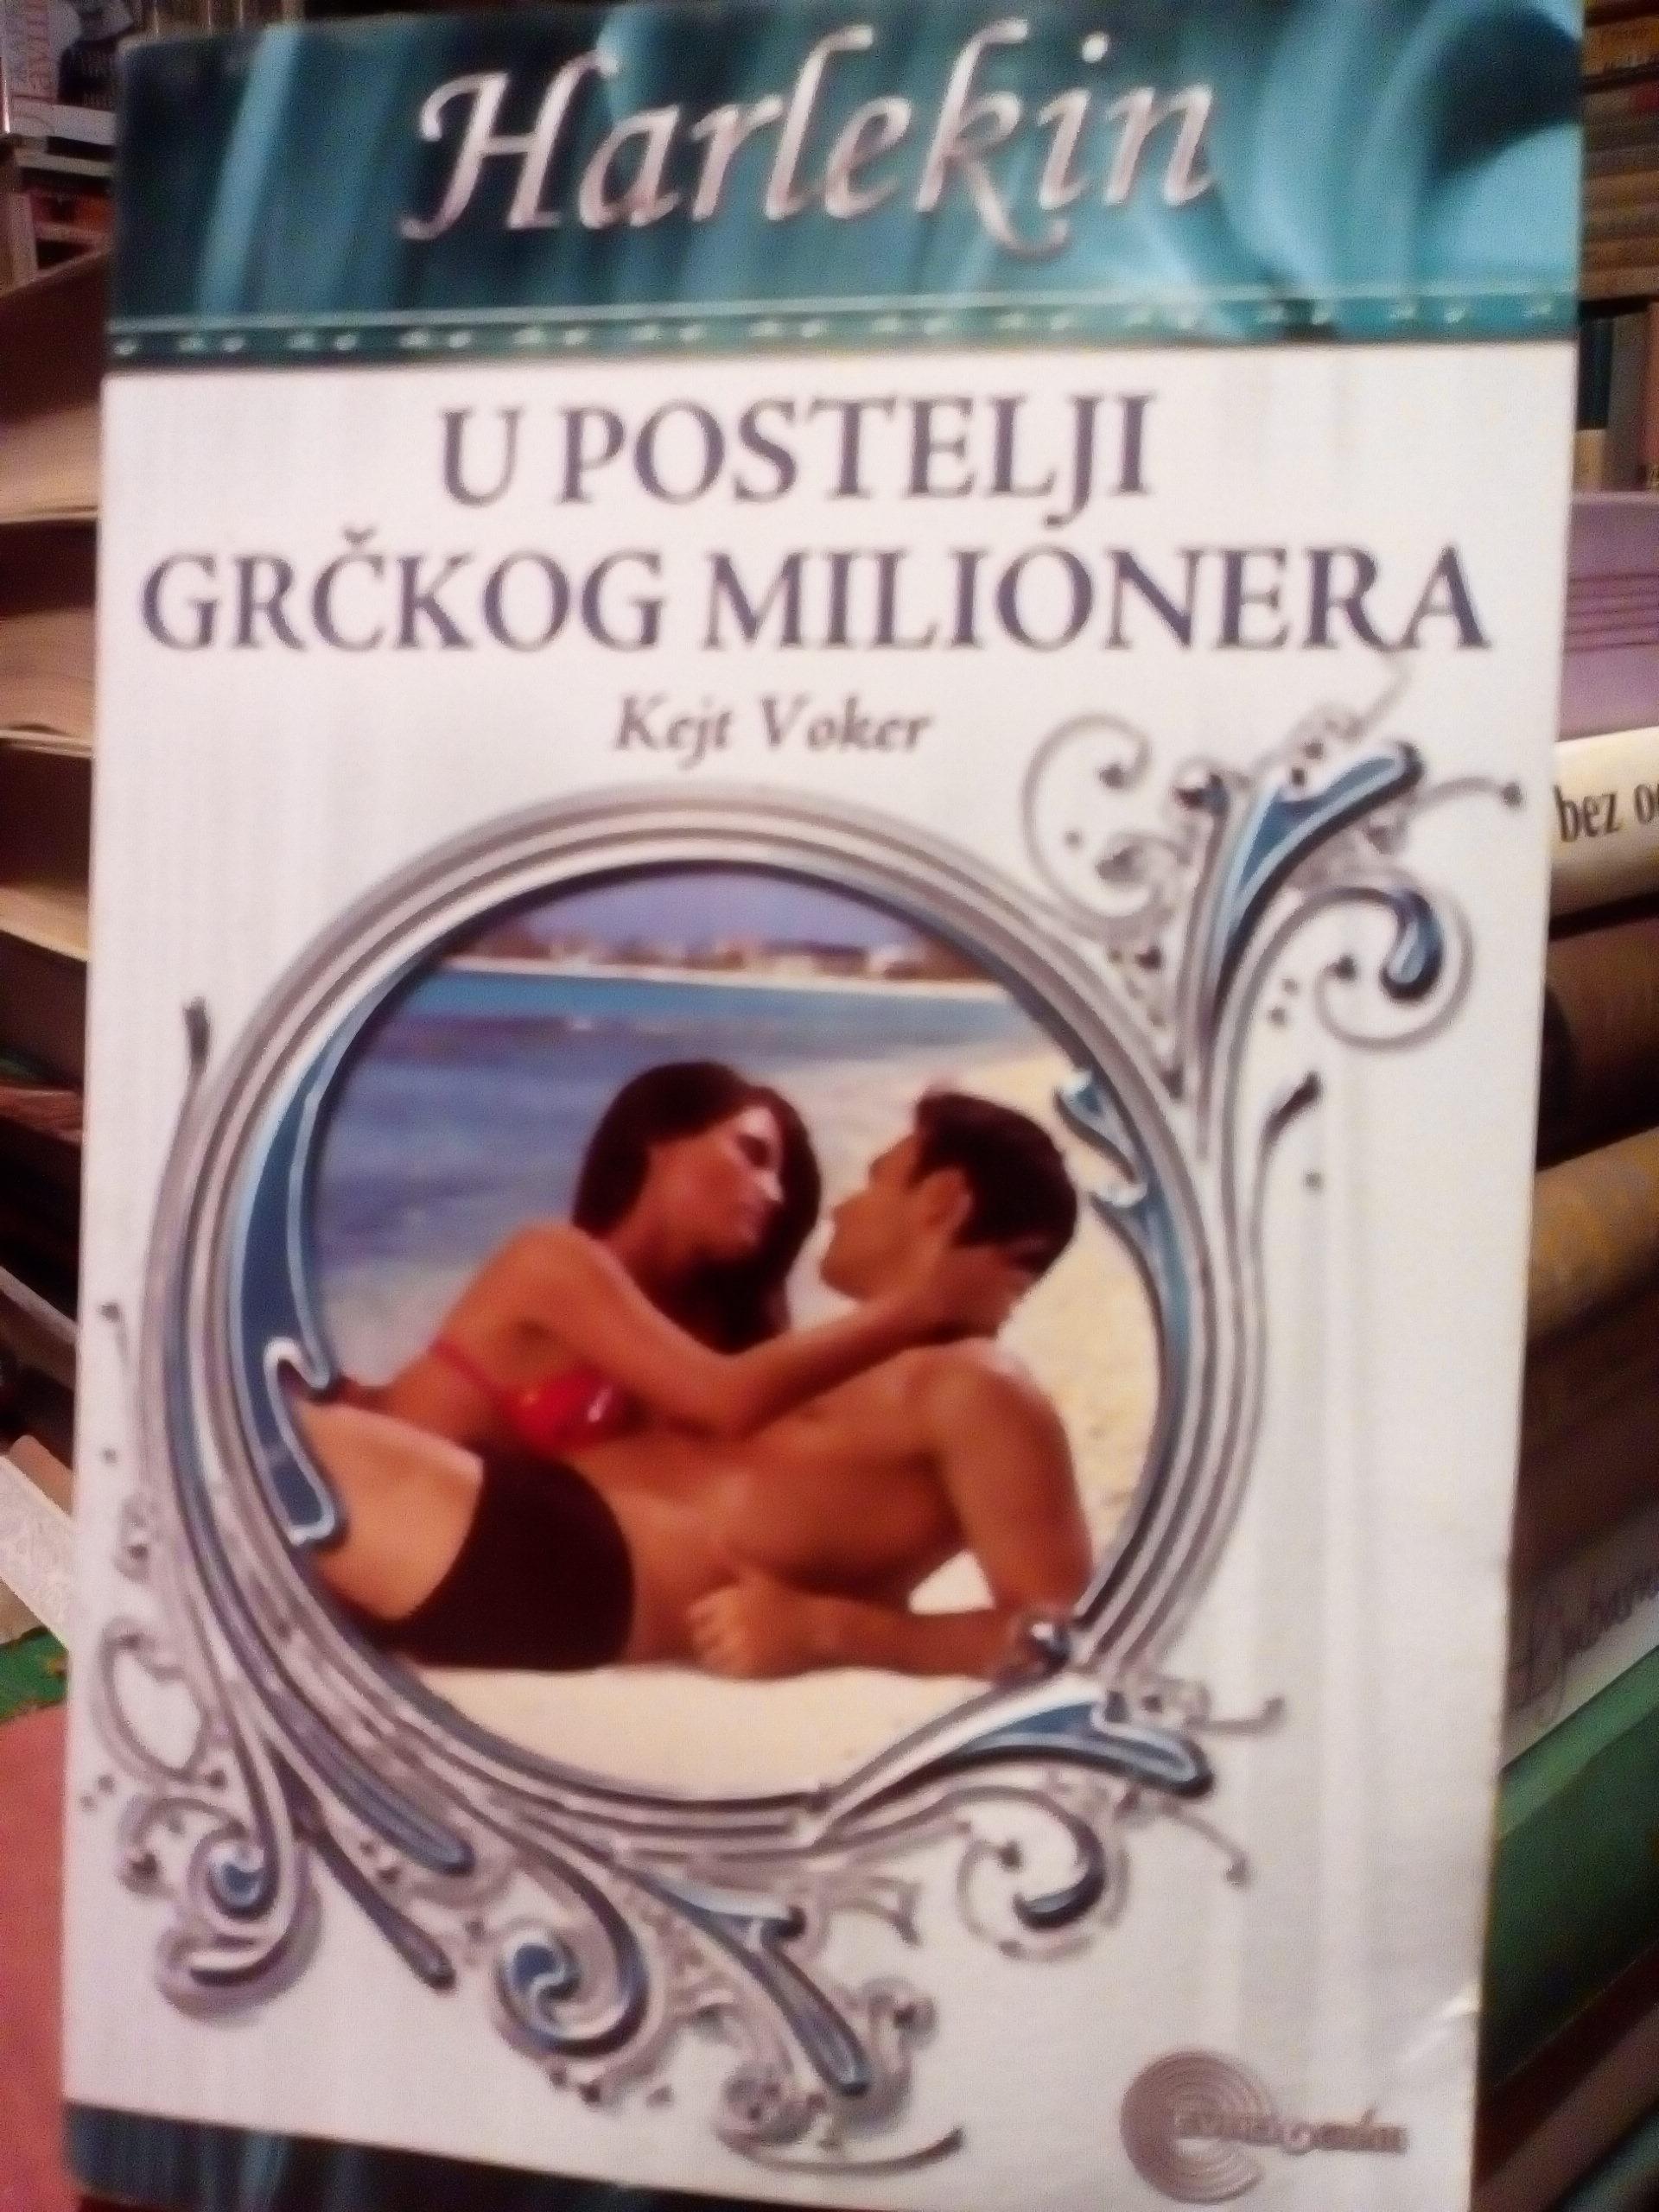 Harlekin
U POSTELJI
GRČKOG MILIONERA
Kejt Voker
bez